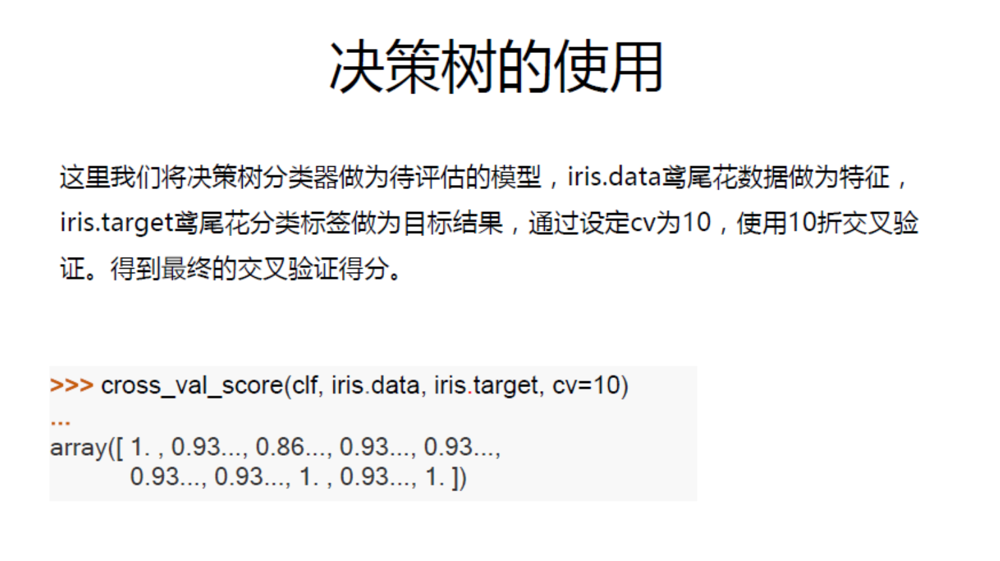 决策树的使用
这里我们将决策树分类器做为待评估的模型，iris.data鸢尾花数据做为特征，
iris.target鸢尾花分类标签做为目标结果，通过设定cv为10，使用10折交叉验
证。得到最终的交叉验证得分。
>>> cross_val_score(clf, iris.data, iris.target, cv=10)
...
array([ 1. , 0.93..., 0.86..., 0.93..., 0.93...,
0.93..., 0.93..., 1. , 0.93..., 1. ])